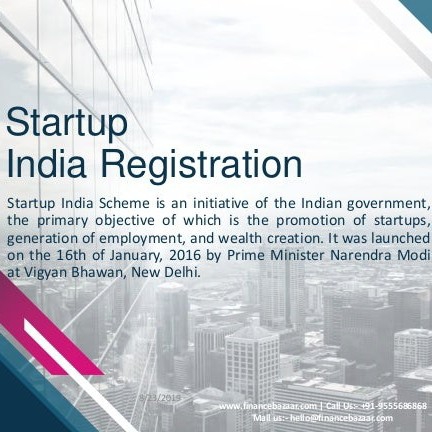 Startup
India Registration
Startup India Scheme is an initiative of the Indian government,
the primary objective of which is the promotion of startups,
generation of employment, and wealth creation. It was launched
on the 16th of January, 2016 by Prime Minister Narendra Modi
at Vigyan Bhawan, New Delhi.
8/23/2019
www.financebazaar.com | Call Us:- +91-9555686868
Mail us:- hello@financebazaar.com